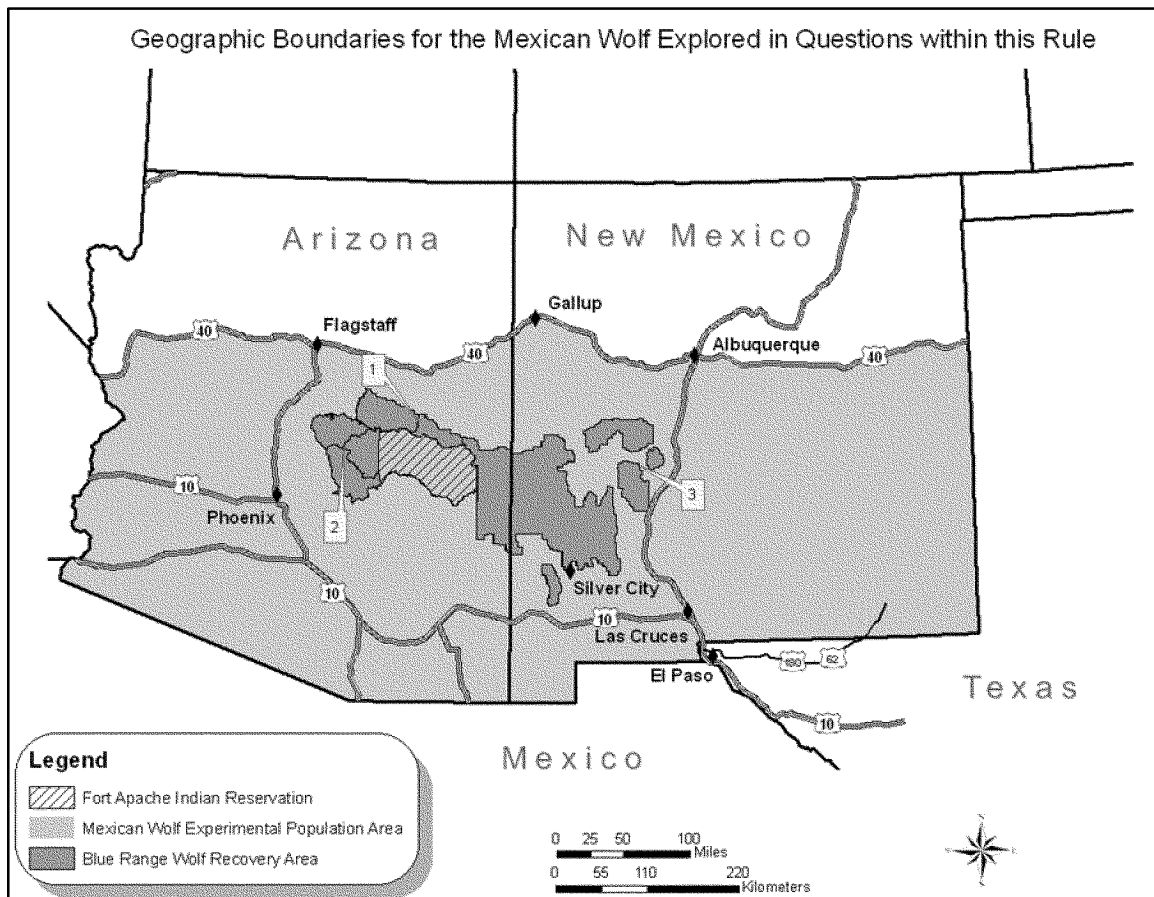 Geographic Boundaries for the Mexican Wolf Explored in Questions within this Rule
Arizona
New Mexico
Gallup
40
Flagstaff
40
Albuquerque
40
1
10
Phoenix
2
3
Silver City
10
10
Las Cruces
El Paso
180
62
Texas
10
Mexico
Legend
Fort Apache Indian Reservation
Mexican Wolf Experimental Population Area
Blue Range Wolf Recovery Area
0 25 50 100
Miles
0 55 110 220
Kilometers